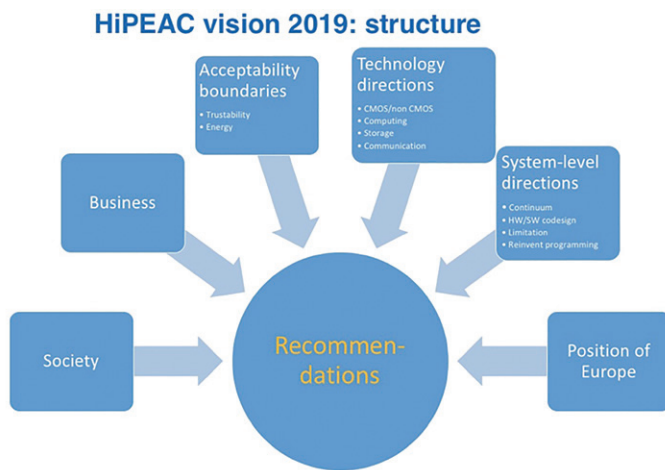 HiPEAC vision 2019: structure
Acceptability
boundaries
• Trustability
• Energy
Technology
directions
• CMOS/non CMOS
• Computing
• Storage
• Communication
System-level
directions
• Continuum
• HW/SW codesign
• Limitation
• Reinvent programming
Business
Society
Recommen-
dations
Position of
Europe